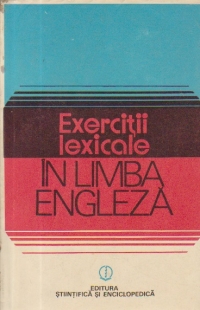 Exerciții
lexicale
ÎN LIMBA
ENGLEZĂ
EDITURA
ȘTIINȚIFICĂ ȘI ENCICLOPEDICĂ